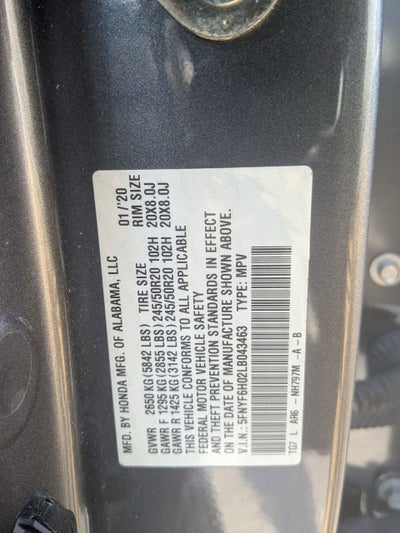 MFD. BY HONDA MFG. OF ALABAMA, LLC 01/'20
TIRE SIZE RIM SIZE
GVWR 2650 KG(5842 LBS)
GAWR F 1295 KG(2855 LBS)245/50R20 102H 20X8.0J
GAWR R 1425 KG(3142 LBS)245/50R20 102H 20X8.0J
THIS VEHICLE CONFORMS TO ALL APPLICABLE
FEDERAL MOTOR VEHICLE SAFETY
AND THEFT PREVENTION STANDARDS IN EFFECT
ON THE DATE OF MANUFACTURE SHOWN ABOVE.
V.I.N.: 5FNYF6H02LB043463 TYPE: MPV
TG7 L AR6 -NH797M -A -B